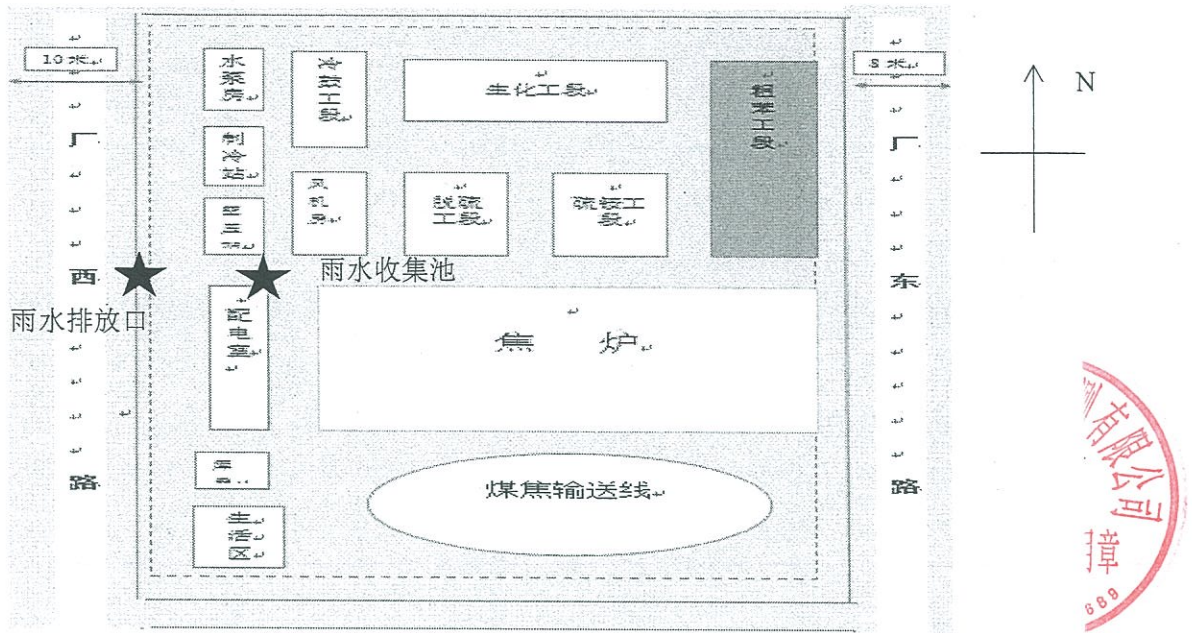 10米
8米
N
水泵房
冷鼓工段
生化工段
粗苯工段
制冷站
风机房
脱硫工段
硫铵工段
厂西路
厂东路
雨水收集池
雨水排放口
配电室
焦 炉
煤焦输送线
生活区
有限公司
章
689